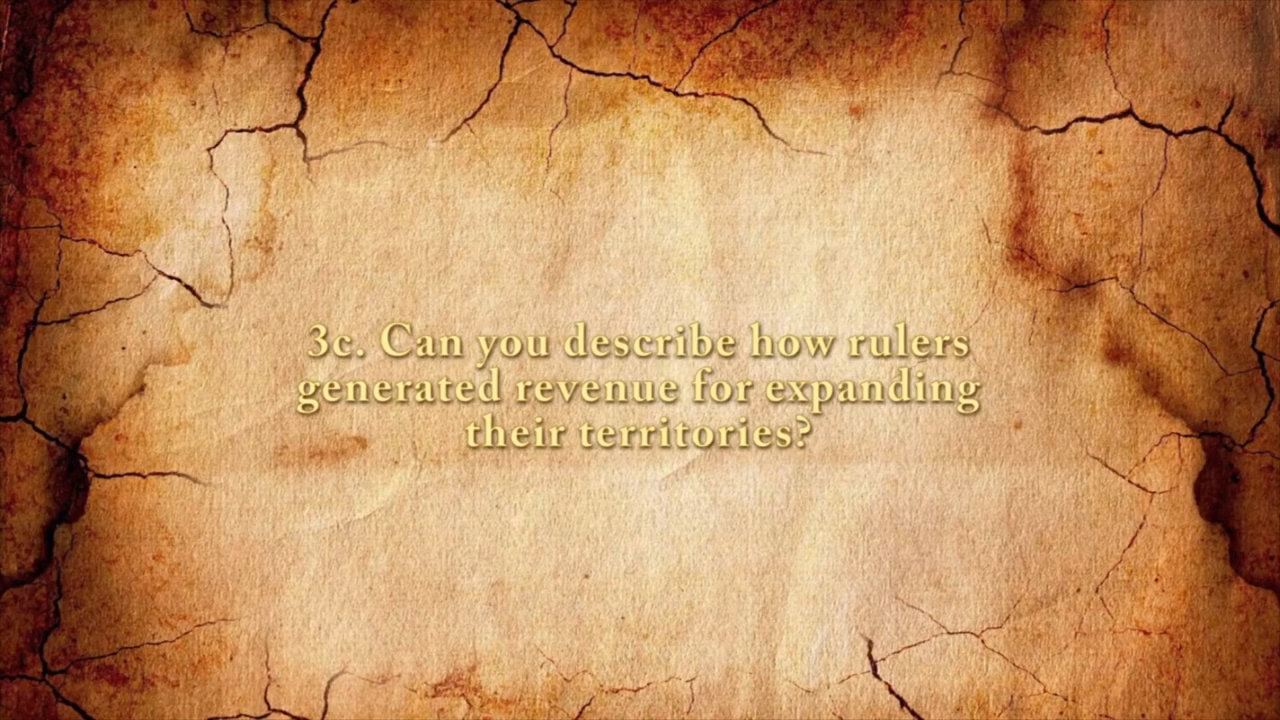 3c. Can you describe how rulers
generated revenue for expanding
their territories?